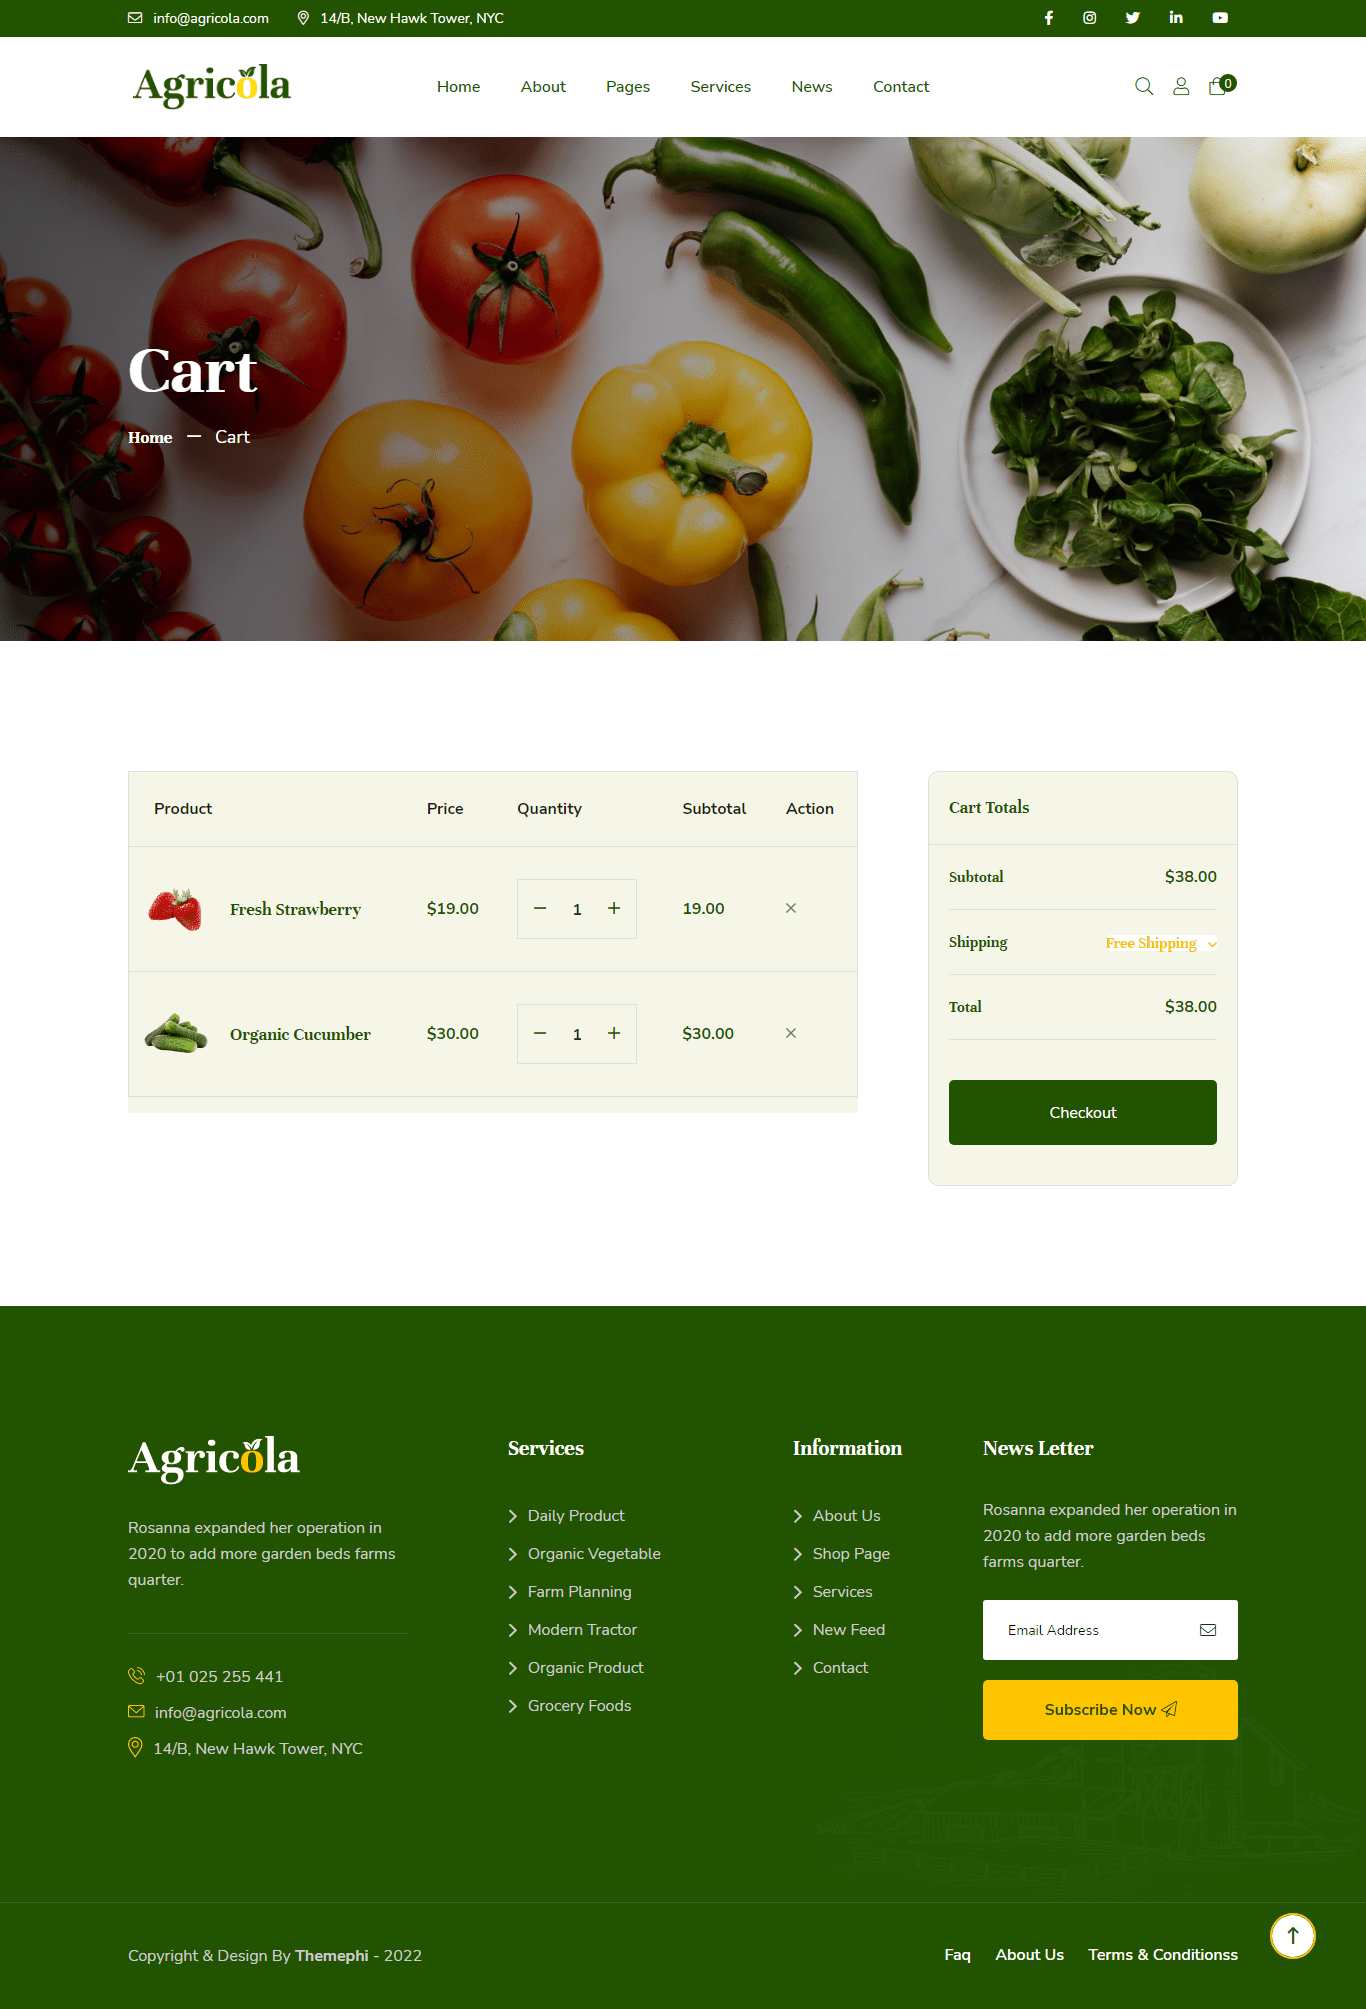 info@agricola.com 14/B, New Hawk Tower, NYC
Agricola Home About Pages Services News Contact 0
Cart
Home — Cart
Product Price Quantity Subtotal Action
Fresh Strawberry $19.00 − 1 + 19.00 ×
Organic Cucumber $30.00 − 1 + $30.00 ×
Cart Totals
Subtotal $38.00
Shipping Free Shipping
Total $38.00
Checkout
Agricola
Rosanna expanded her operation in
2020 to add more garden beds farms
quarter.
+01 025 255 441
info@agricola.com
14/B, New Hawk Tower, NYC
Services
Daily Product
Organic Vegetable
Farm Planning
Modern Tractor
Organic Product
Grocery Foods
Information
About Us
Shop Page
Services
New Feed
Contact
News Letter
Rosanna expanded her operation in
2020 to add more garden beds
farms quarter.
Email Address
Subscribe Now
Copyright & Design By Themephi - 2022
Faq About Us Terms & Conditionss